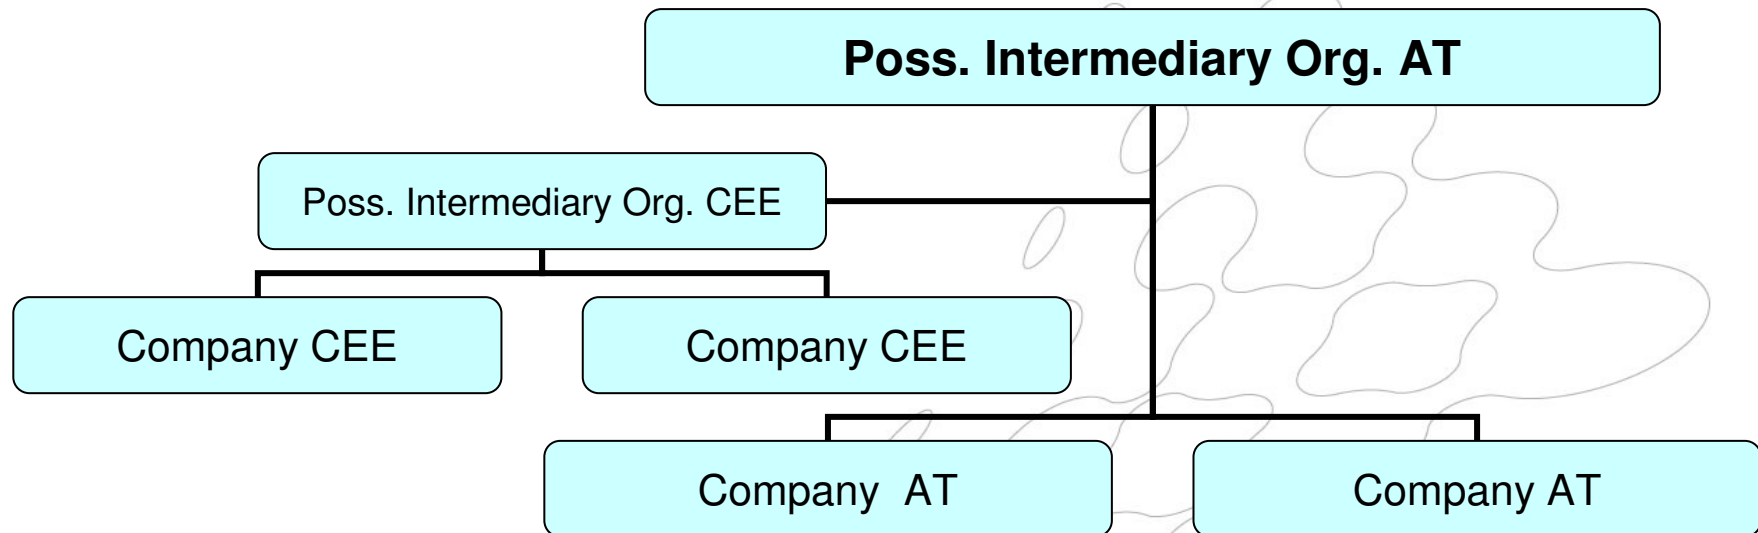 Poss. Intermediary Org. AT
Poss. Intermediary Org. CEE
Company CEE
Company CEE
Company AT
Company AT